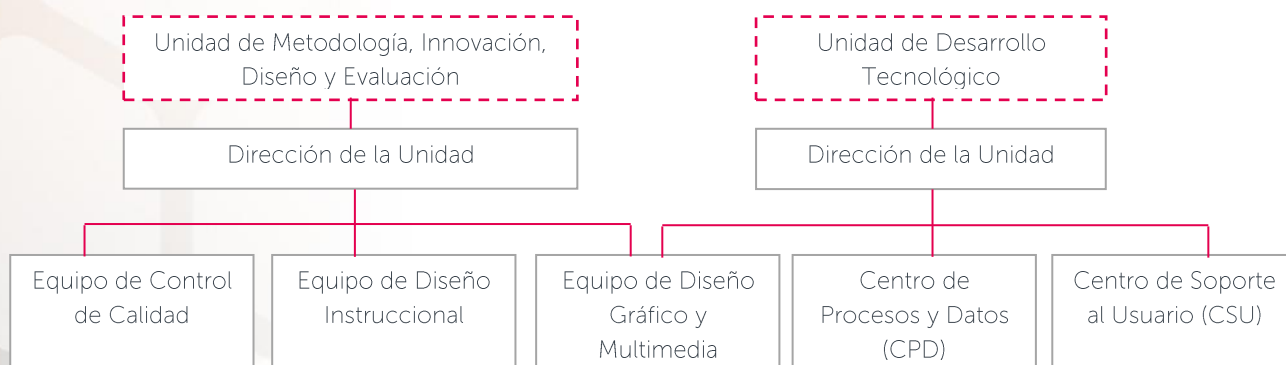 Unidad de Metodología, Innovación,
Diseño y Evaluación
Unidad de Desarrollo
Tecnológico
Dirección de la Unidad
Dirección de la Unidad
Equipo de Control
de Calidad
Equipo de Diseño
Instruccional
Equipo de Diseño
Gráfico y
Multimedia
Centro de
Procesos y Datos
(CPD)
Centro de Soporte
al Usuario (CSU)